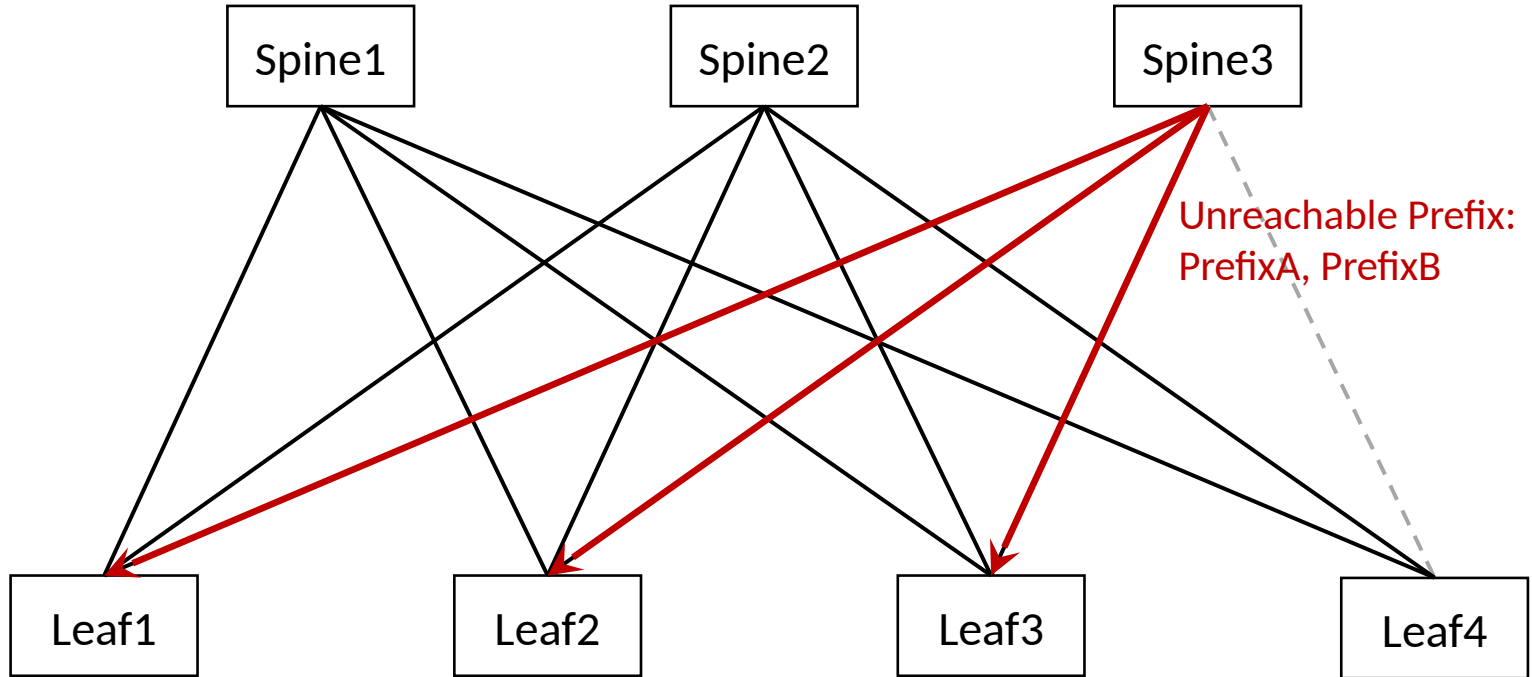 Spine1
Spine2
Spine3
Unreachable Prefix:
PrefixA, PrefixB
Leaf1
Leaf2
Leaf3
Leaf4